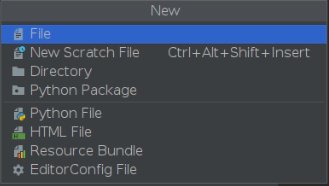 New
File
New Scratch File Ctrl+Alt+Shift+Insert
Directory
Python Package
Python File
HTML File
Resource Bundle
EditorConfig File